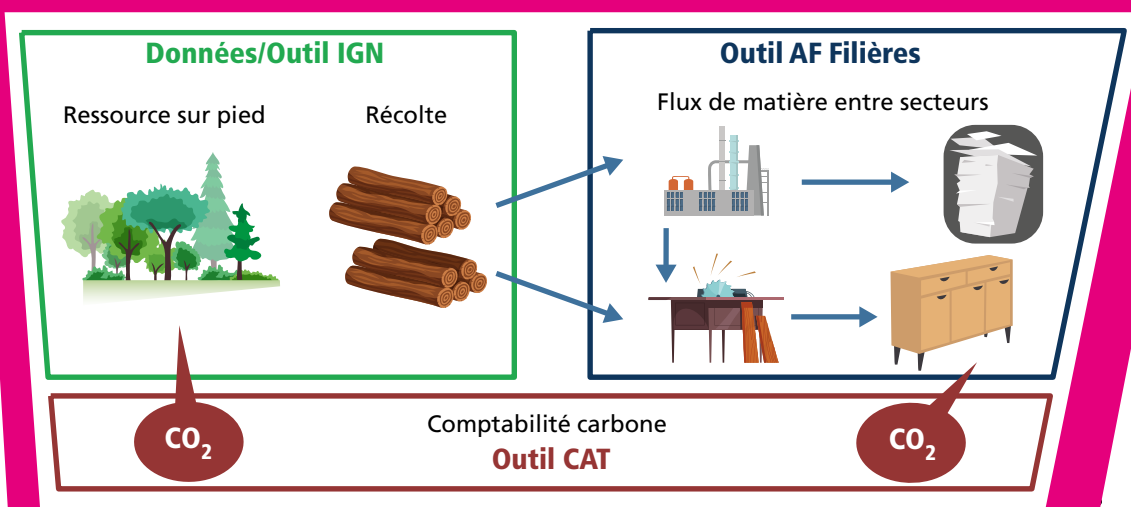 Données/Outil IGN
Ressource sur pied
Récolte
Outil AF Filières
Flux de matière entre secteurs
CO₂
Comptabilité carbone
Outil CAT
CO₂